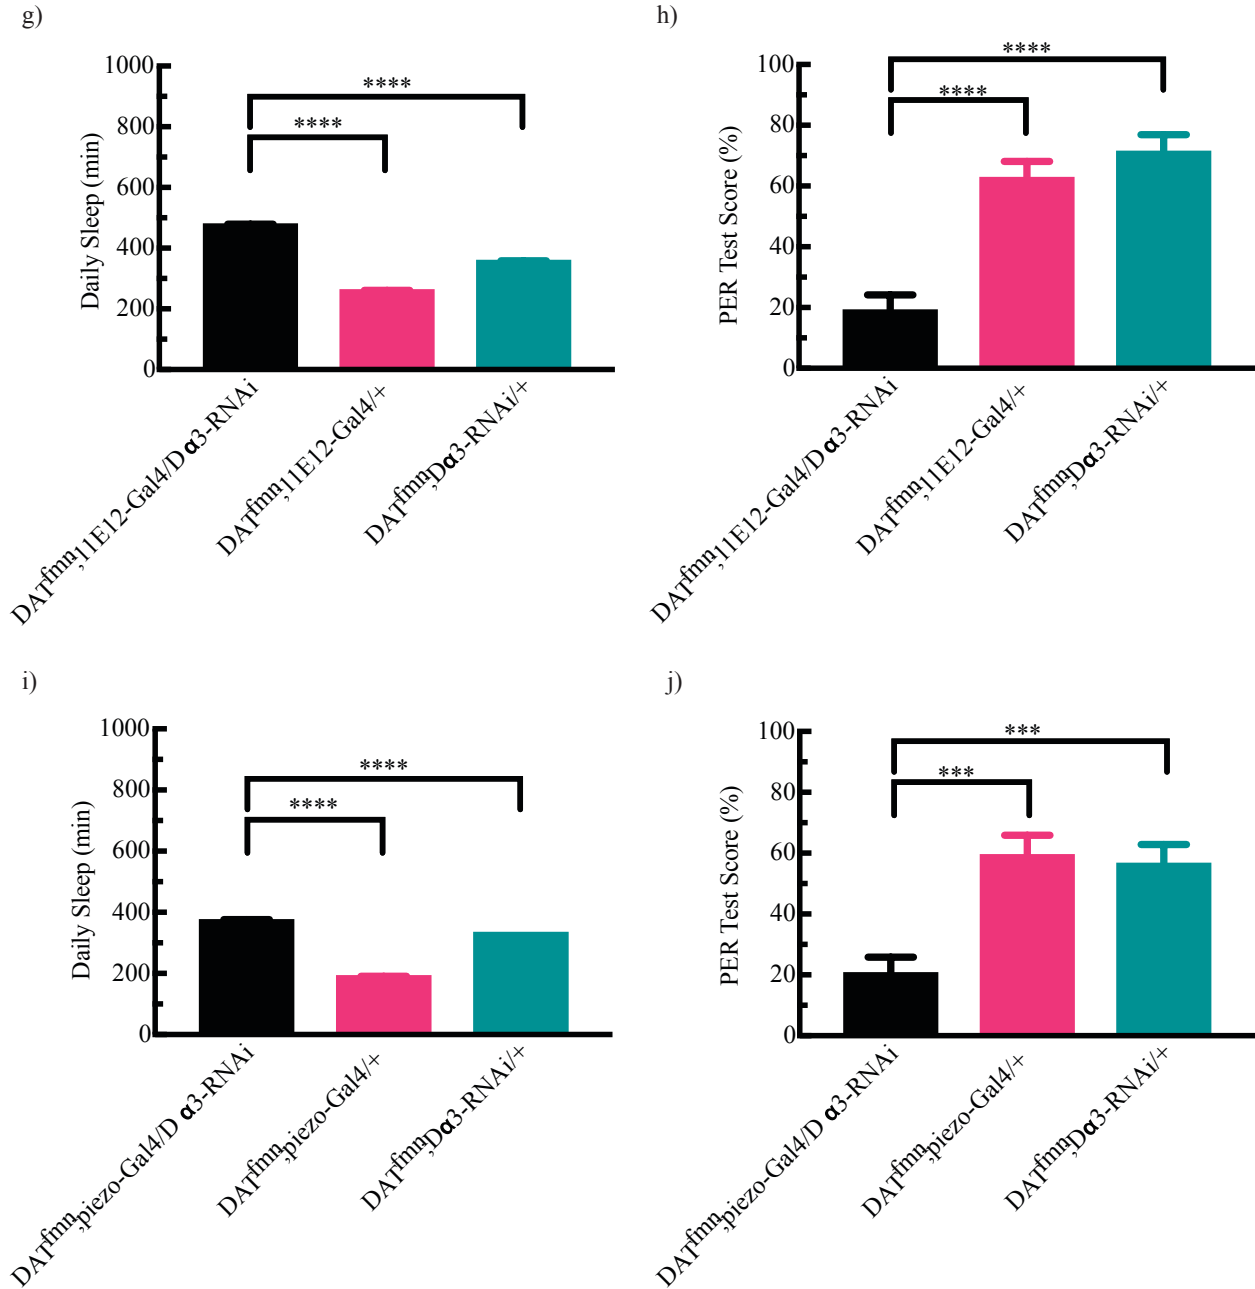 g)
1000
800
600
400
200
0
Daily Sleep (min)
****
****
DATfmn,11E12-Gal4/Dα3-RNAi
DATfmn,11E12-Gal4/+
DATfmn,Dα3-RNAi/+
h)
100
80
60
40
20
0
PER Test Score (%)
****
****
DATfmn,11E12-Gal4/Dα3-RNAi
DATfmn,11E12-Gal4/+
DATfmn,Dα3-RNAi/+
i)
1000
800
600
400
200
0
Daily Sleep (min)
****
****
DATfmn,piezo-Gal4/D α3-RNAi
DATfmn,piezo-Gal4/+
DATfmn,Dα3-RNAi/+
j)
100
80
60
40
20
0
PER Test Score (%)
***
***
DATfmn,piezo-Gal4/D α3-RNAi
DATfmn,piezo-Gal4/+
DATfmn,Dα3-RNAi/+